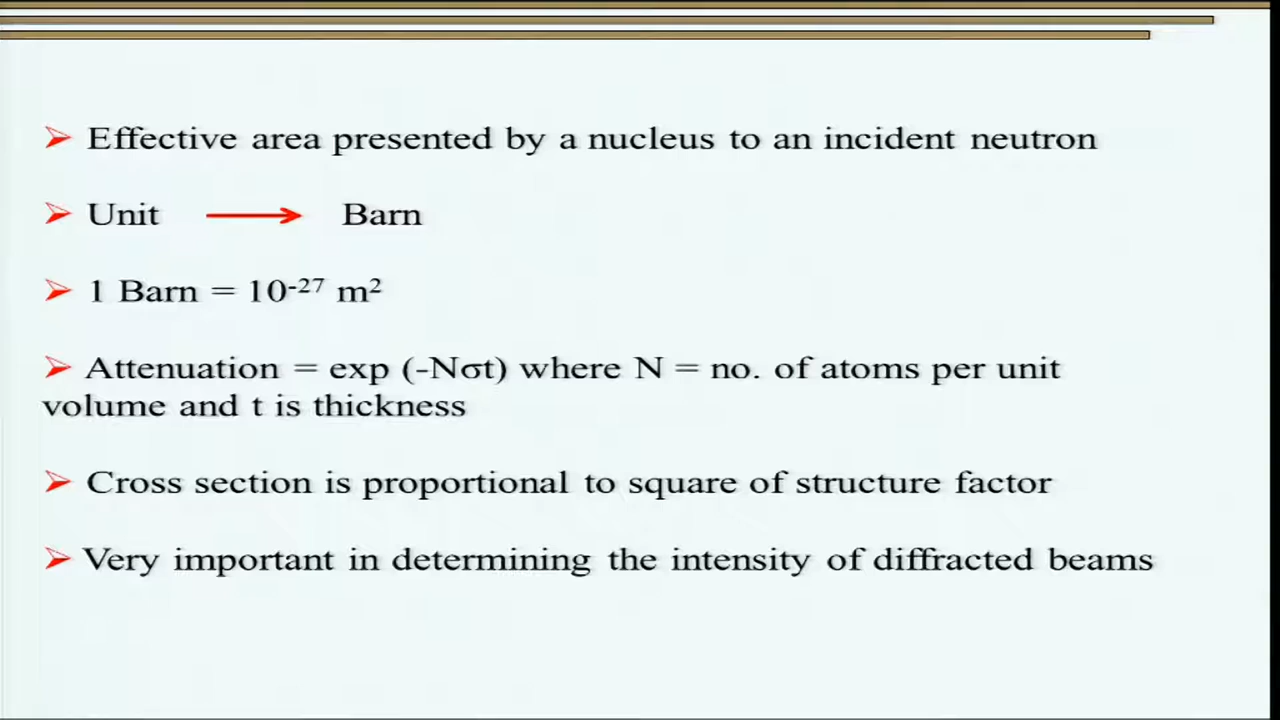 ➢ Effective area presented by a nucleus to an incident neutron
➢ Unit ⟶ Barn
➢ 1 Barn = 10⁻²⁷ m²
➢ Attenuation = exp (-Nσt) where N = no. of atoms per unit
volume and t is thickness
➢ Cross section is proportional to square of structure factor
➢ Very important in determining the intensity of diffracted beams